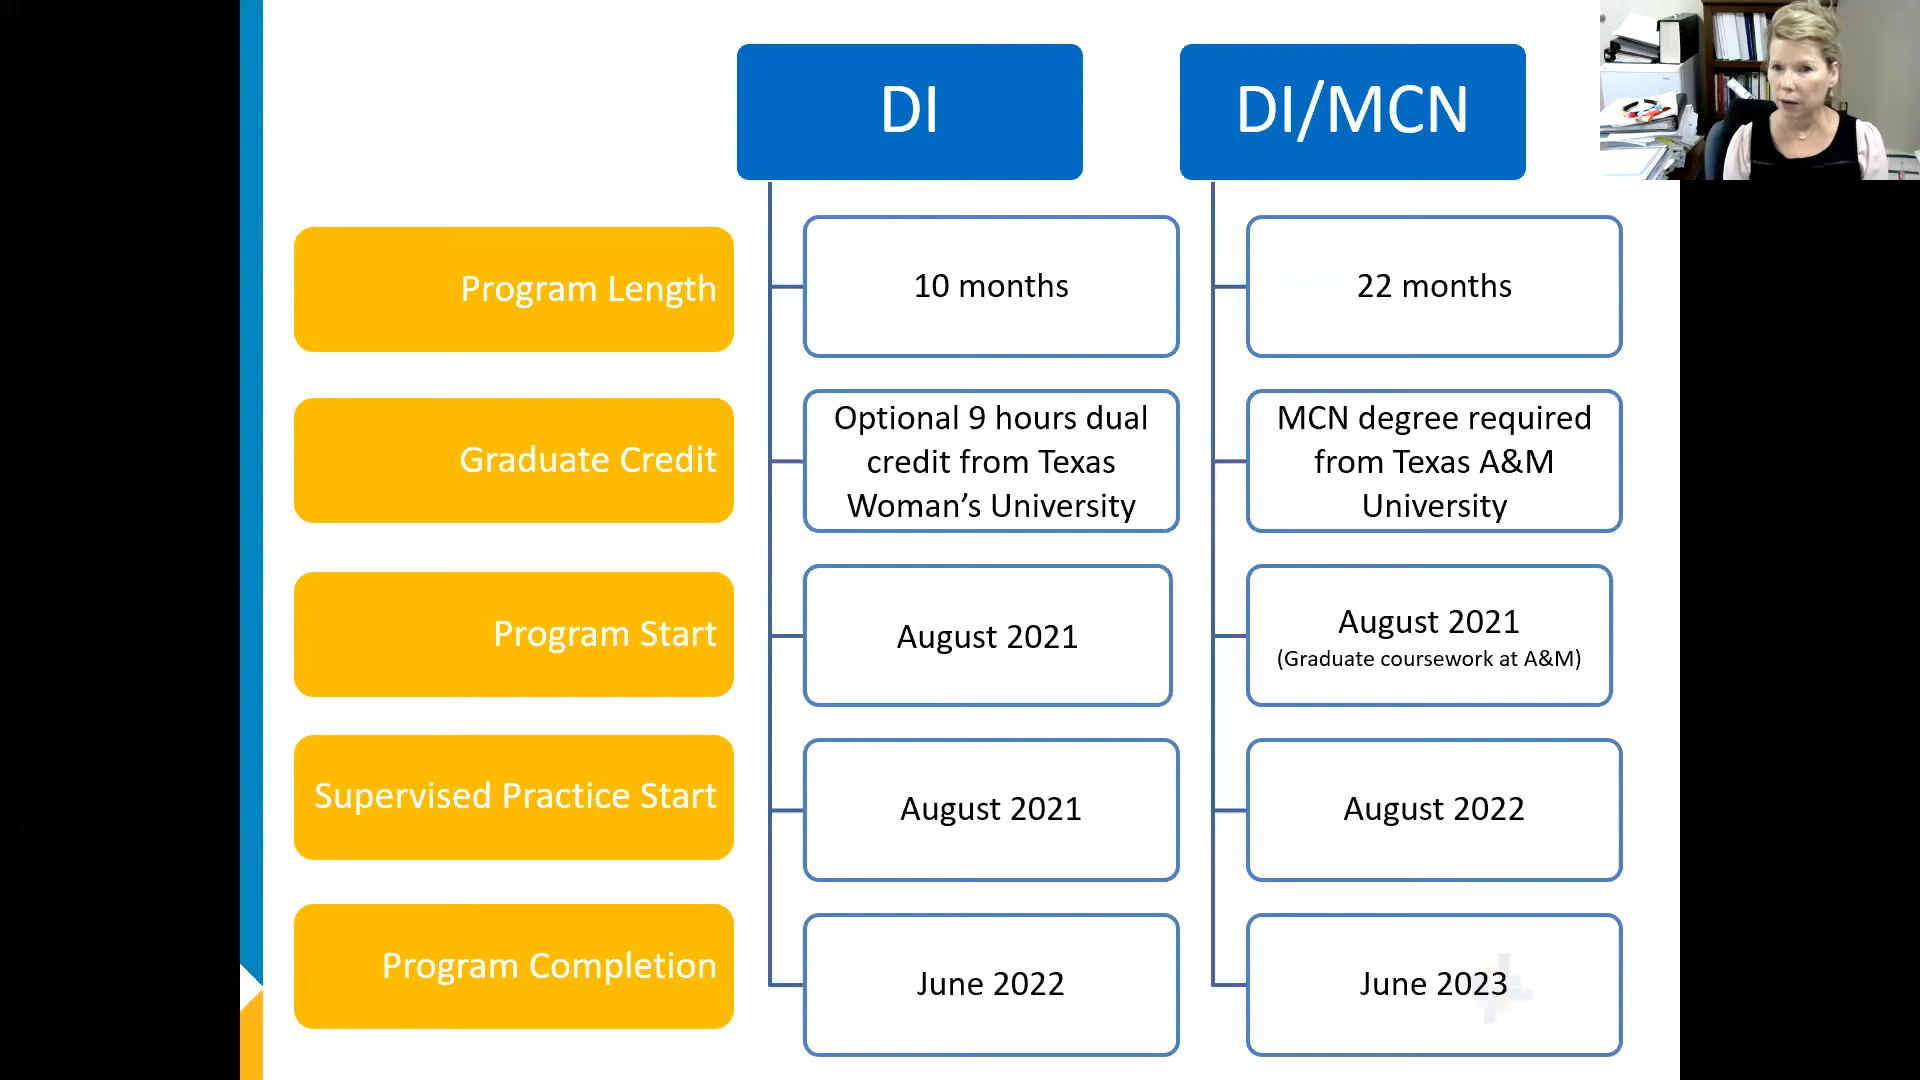 DI
DI/MCN
Program Length
10 months
22 months
Graduate Credit
Optional 9 hours dual
credit from Texas
Woman’s University
MCN degree required
from Texas A&M
University
Program Start
August 2021
August 2021
(Graduate coursework at A&M)
Supervised Practice Start
August 2021
August 2022
Program Completion
June 2022
June 2023